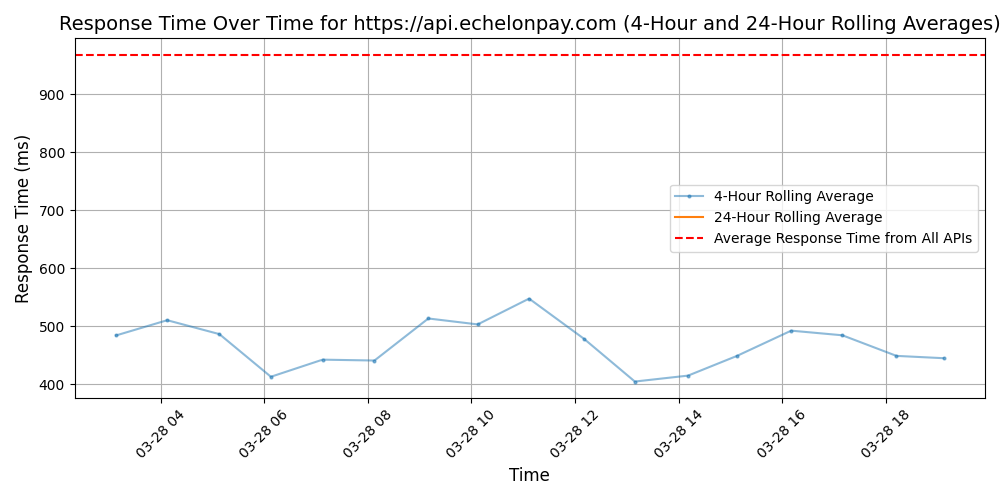 Response Time Over Time for https://api.echelonpay.com (4-Hour and 24-Hour Rolling Averages)
Response Time (ms)
900
800
700
600
500
400
4-Hour Rolling Average
24-Hour Rolling Average
Average Response Time from All APIs
03-28 04
03-28 06
03-28 08
03-28 10
03-28 12
03-28 14
03-28 16
03-28 18
Time